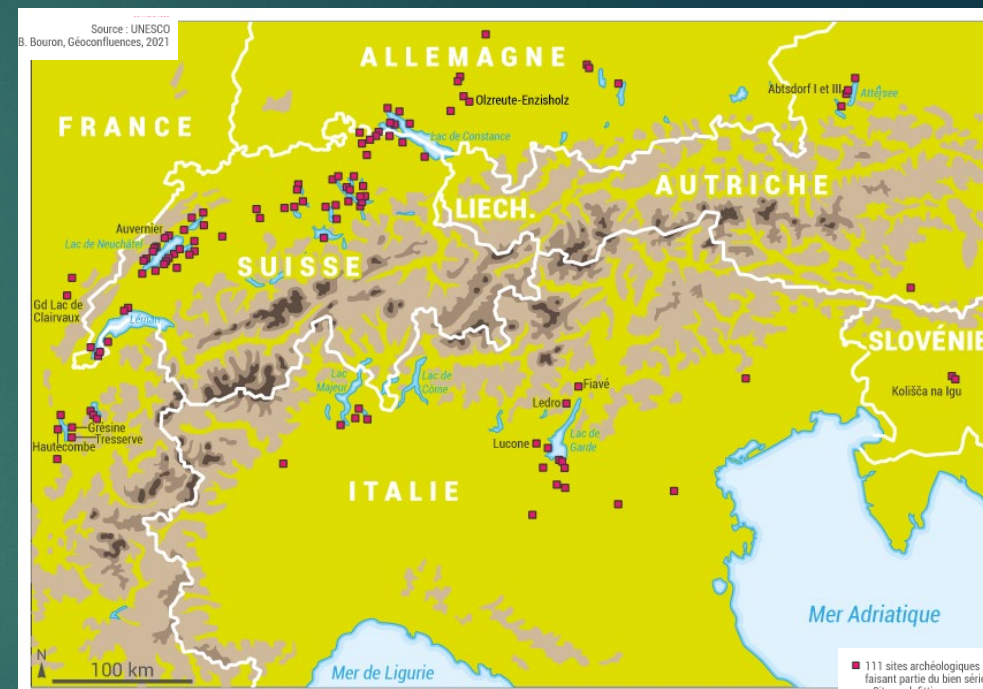 Source : UNESCO
B. Bouron, Géoconfluences, 2021
ALLEMAGNE
Olzreute-Enzisholz
Abtsdorf I et III
Attersee
FRANCE
Lac de Constance
AUTRICHE
LIECH.
Auvernier
Lac de Neuchâtel
SUISSE
Gd Lac de
Clairvaux
Léman
SLOVÉNIE
Lac
Majeur
Lac de
Côme
Fiavé
Ledro
Kolišča na Igu
Grésine
Tresserve
Hautecombe
Lucone
Lac de
Garde
ITALIE
Mer Adriatique
N
100 km
Mer de Ligurie
111 sites archéologiques
faisant partie du bien série